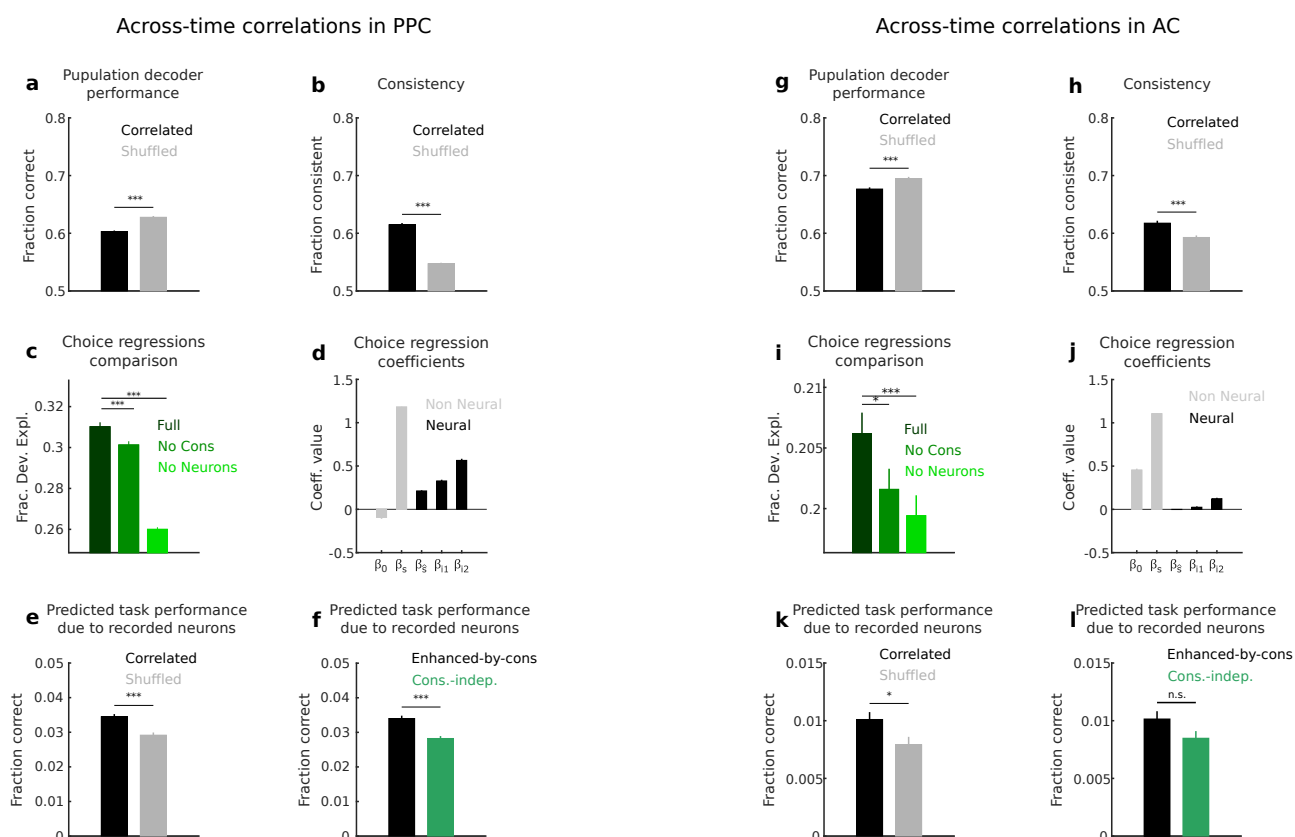 Across-time correlations in PPC
Across-time correlations in AC
a
Pupulation decoder
performance
Fraction correct
0.8
0.7
0.6
0.5
Correlated
Shuffled
***
b
Consistency
Fraction consistent
0.8
0.7
0.6
0.5
Correlated
Shuffled
***
g
Pupulation decoder
performance
Fraction correct
0.8
0.7
0.6
0.5
Correlated
Shuffled
***
h
Consistency
Fraction consistent
0.8
0.7
0.6
0.5
Correlated
Shuffled
***
c
Choice regressions
comparison
Frac. Dev. Expl.
0.32
0.3
0.28
0.26
***
***
Full
No Cons
No Neurons
d
Choice regression
coefficients
Coeff. value
1.5
1
0.5
0
-0.5
Non Neural
Neural
β0 βs βŝ βi1 βi2
i
Choice regressions
comparison
Frac. Dev. Expl.
0.21
0.205
0.2
***
*
Full
No Cons
No Neurons
j
Choice regression
coefficients
Coeff. value
1.5
1
0.5
0
-0.5
Non Neural
Neural
β0 βs βŝ βi1 βi2
e
Predicted task performance
due to recorded neurons
Fraction correct
0.05
0.04
0.03
0.02
0.01
0
Correlated
Shuffled
***
f
Predicted task performance
due to recorded neurons
Fraction correct
0.05
0.04
0.03
0.02
0.01
0
Enhanced-by-cons
Cons.-indep.
***
k
Predicted task performance
due to recorded neurons
Fraction correct
0.015
0.01
0.005
0
Correlated
Shuffled
*
l
Predicted task performance
due to recorded neurons
Fraction correct
0.015
0.01
0.005
0
Enhanced-by-cons
Cons.-indep.
n.s.